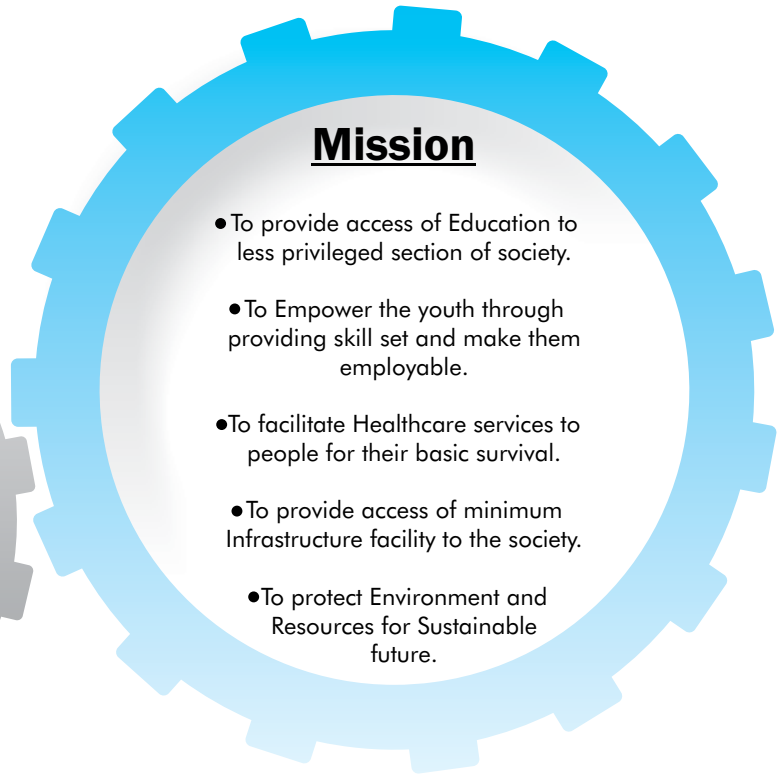 Mission
•To provide access of Education to
less privileged section of society.
•To Empower the youth through
providing skill set and make them
employable.
•To facilitate Healthcare services to
people for their basic survival.
•To provide access of minimum
Infrastructure facility to the society.
•To protect Environment and
Resources for Sustainable
future.